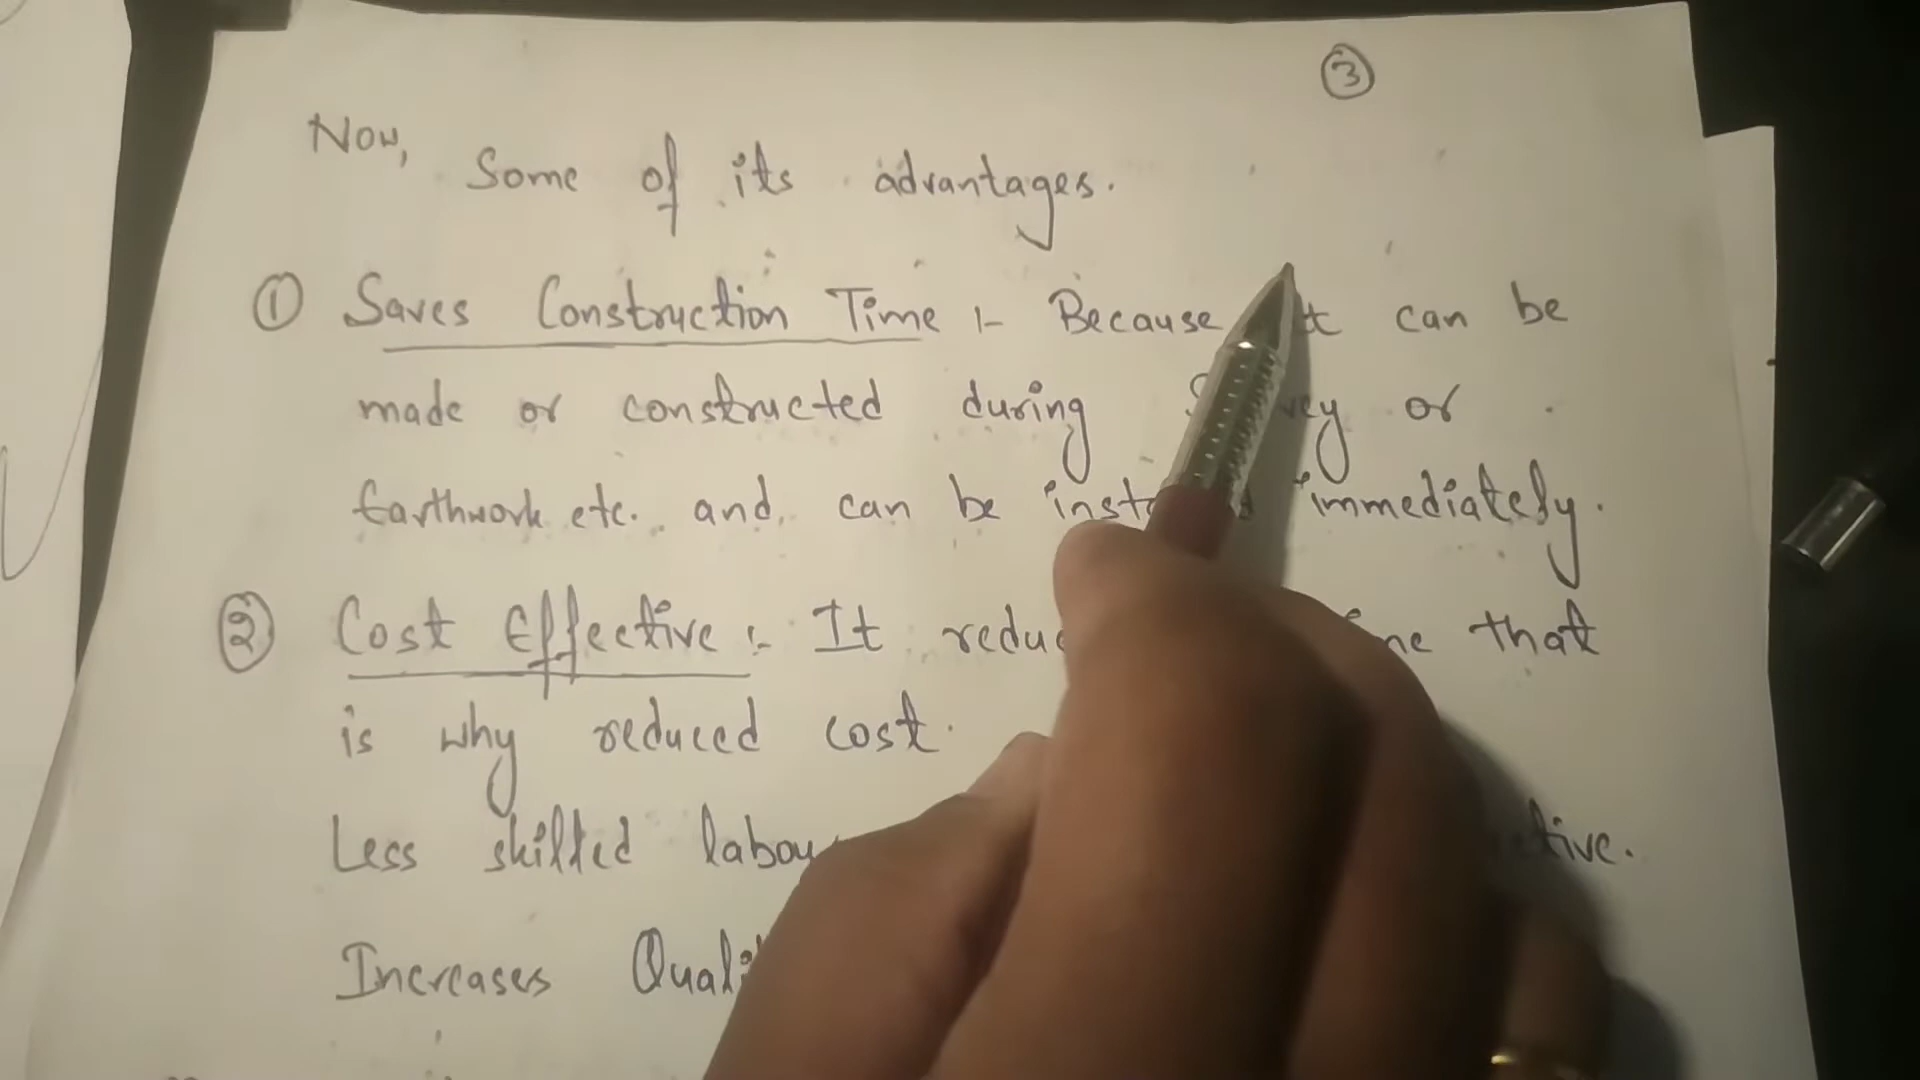 ③
Now, Some of its advantages.
① Saves Construction Time :- Because it can be
made or constructed during or
Earthwork etc. and can be immediately.
② Cost Effective :- It that
is why reduced cost.
Less skilled
Increases